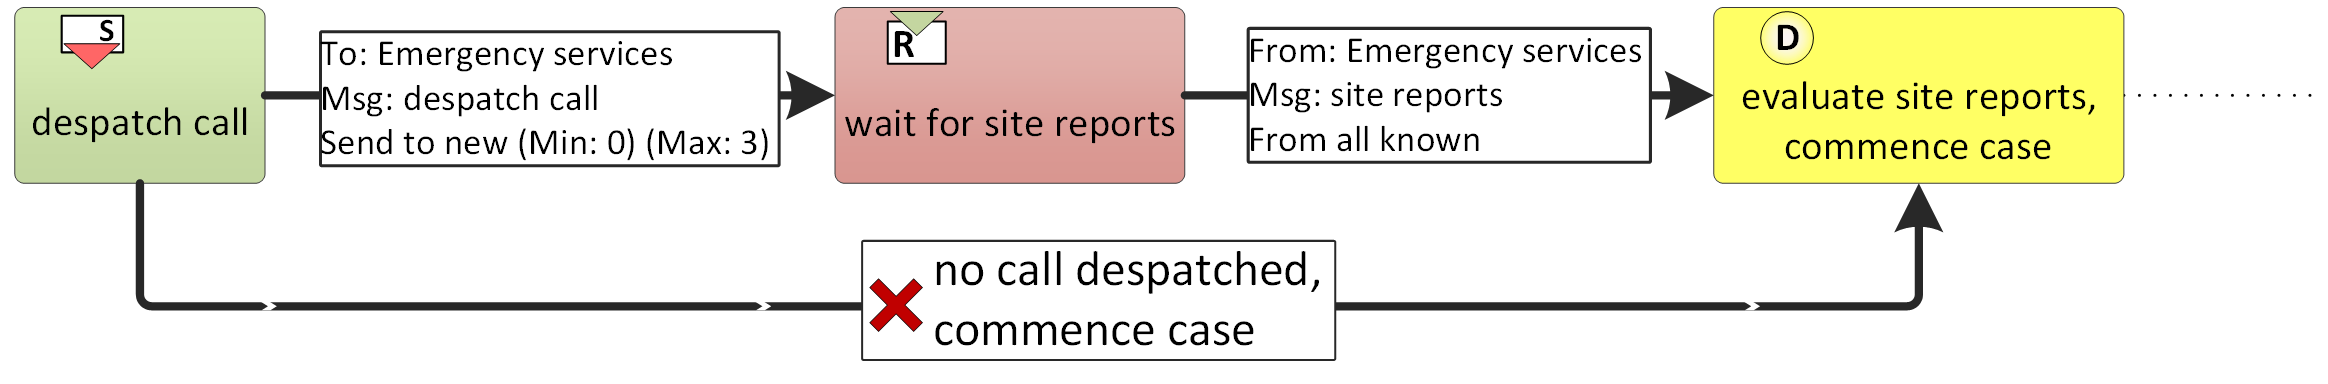 S
despatch call
To: Emergency services
Msg: despatch call
Send to new (Min: 0) (Max: 3)
R
wait for site reports
From: Emergency services
Msg: site reports
From all known
D
evaluate site reports,
commence case
no call despatched,
commence case